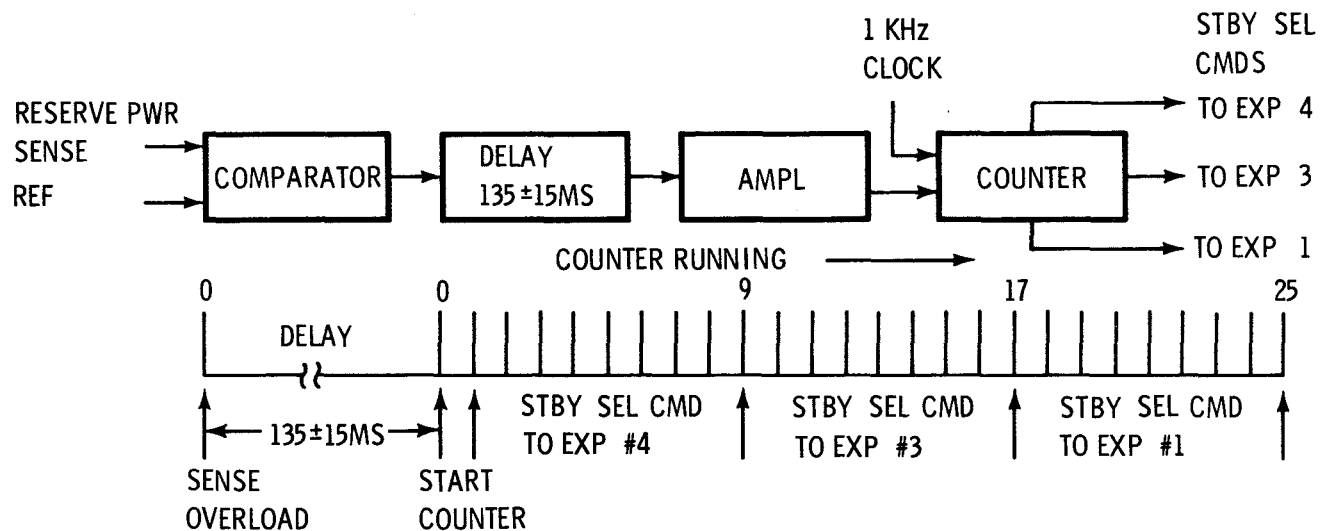 1 KHz
CLOCK
STBY SEL
CMDS
TO EXP 4
RESERVE PWR
SENSE
REF
COMPARATOR
DELAY
135±15MS
AMPL
COUNTER
TO EXP 3
TO EXP 1
COUNTER RUNNING
0
0
9
17
25
DELAY
135±15MS
STBY SEL CMD
TO EXP #4
STBY SEL CMD
TO EXP #3
STBY SEL CMD
TO EXP #1
SENSE
OVERLOAD
START
COUNTER